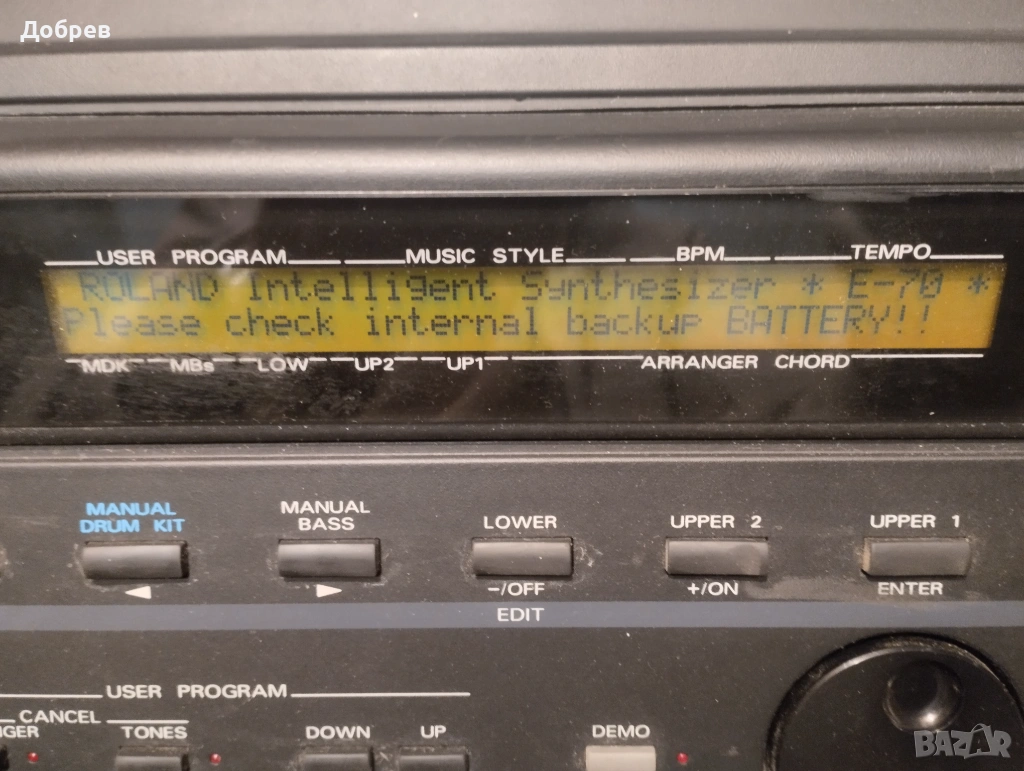 Добрев
USER PROGRAM MUSIC STYLE BPM TEMPO
ROLAND Intelligent Synthesizer * E-70 *
Please check internal backup BATTERY!!
MDK MBs LOW UP2 UP1 ARRANGER CHORD
MANUAL DRUM KIT
MANUAL BASS
LOWER
UPPER 2
UPPER 1
◄ ► -/OFF +/ON ENTER
EDIT
USER PROGRAM
CANCEL
TONES DOWN UP DEMO
BAZAR